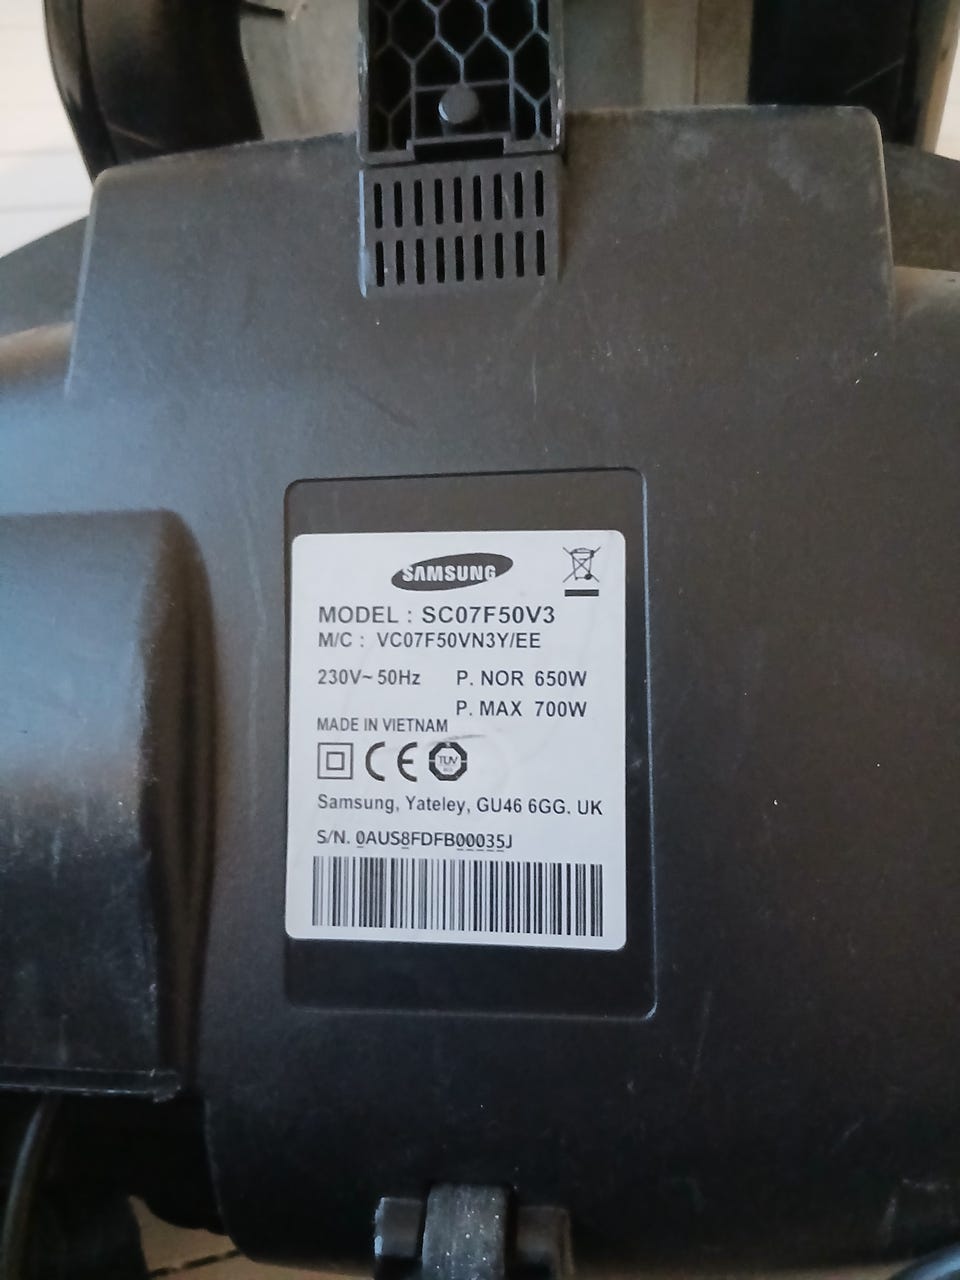 SAMSUNG
MODEL : SC07F50V3
M/C : VC07F50VN3Y/EE
230V~ 50Hz P. NOR 650W
P. MAX 700W
MADE IN VIETNAM
CE TÜV
Samsung, Yateley, GU46 6GG. UK
S/N. 0AUS8FDFB00035J